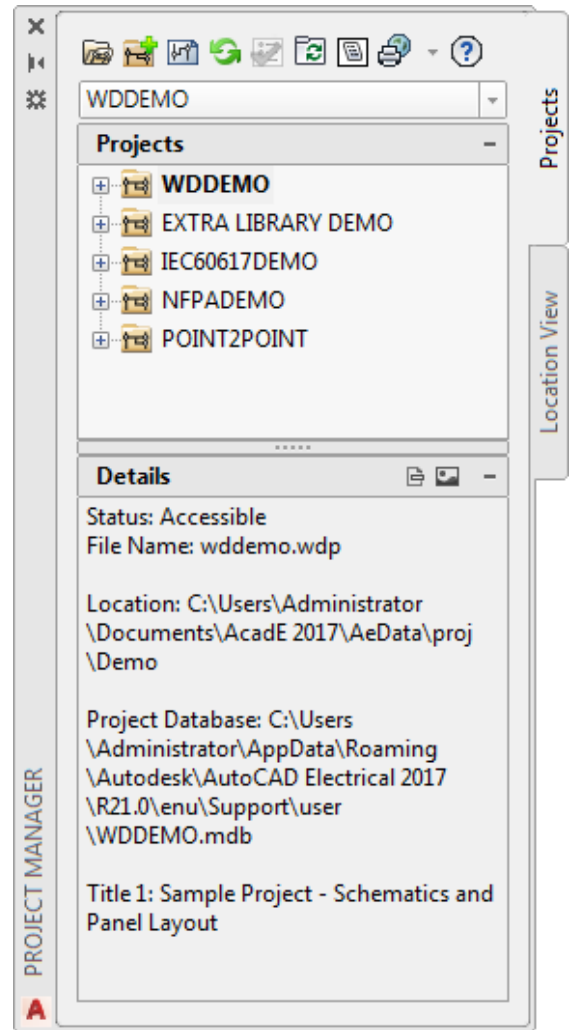 WDDEMO
Projects
WDDEMO
EXTRA LIBRARY DEMO
IEC60617DEMO
NFPADEMO
POINT2POINT
Details
Status: Accessible
File Name: wddemo.wdp
Location: C:\Users\Administrator
\Documents\AcadE 2017\AeData\proj
\Demo
Project Database: C:\Users
\Administrator\AppData\Roaming
\Autodesk\AutoCAD Electrical 2017
\R21.0\enu\Support\user
\WDDEMO.mdb
Title 1: Sample Project - Schematics and
Panel Layout
Projects
Location View
PROJECT MANAGER
A